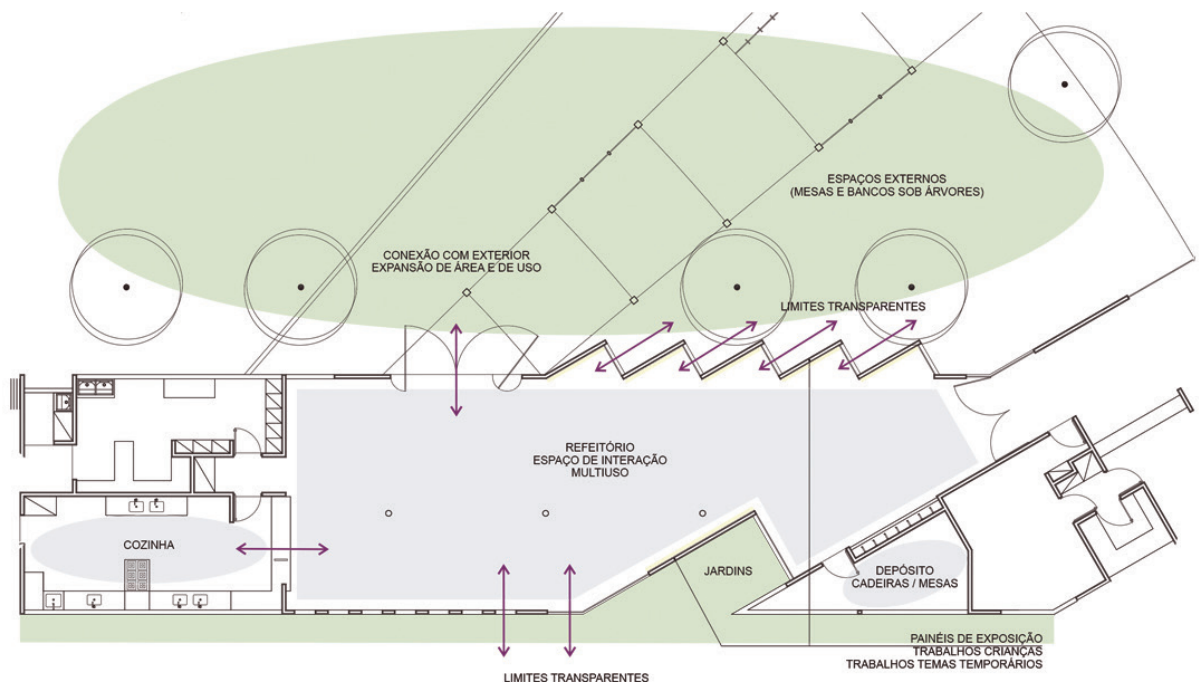 ESPAÇOS EXTERNOS
(MESAS E BANCOS SOB ÁRVORES)
CONEXÃO COM EXTERIOR
EXPANSÃO DE ÁREA E DE USO
LIMITES TRANSPARENTES
REFEITÓRIO
ESPAÇO DE INTERAÇÃO
MULTIUSO
COZINHA
JARDINS
DEPÓSITO
CADEIRAS / MESAS
PAINÉIS DE EXPOSIÇÃO
TRABALHOS CRIANÇAS
TRABALHOS TEMAS TEMPORÁRIOS
LIMITES TRANSPARENTES